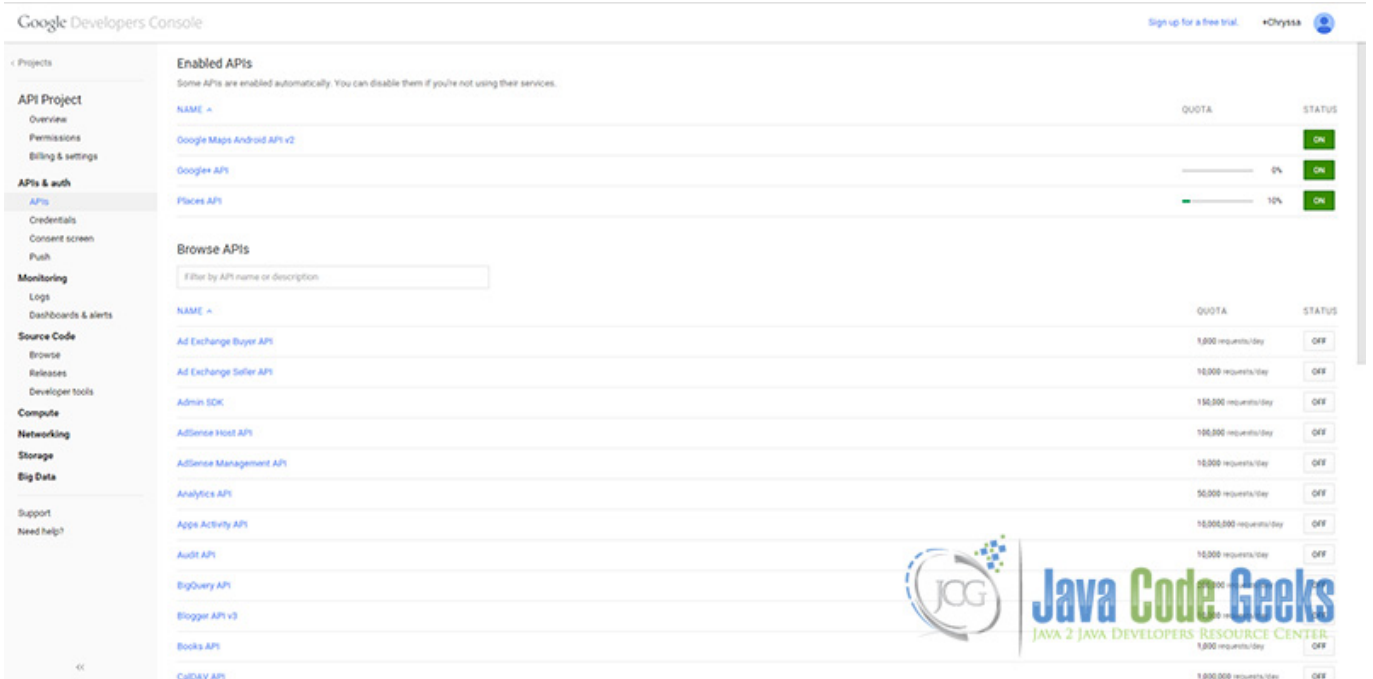 Google Developers Console
Sign up for a free trial. +Chryssa
< Projects
API Project
Overview
Permissions
Billing & settings
APIs & auth
APIs
Credentials
Consent screen
Push
Monitoring
Logs
Dashboards & alerts
Source Code
Browse
Releases
Developer tools
Compute
Networking
Storage
Big Data
Support
Need help?
<<
Enabled APIs
Some APIs are enabled automatically. You can disable them if you're not using their services.
NAME QUOTA STATUS
Google Maps Android API v2 ON
Google+ API 0% ON
Places API 10% ON
Browse APIs
Filter by API name or description
NAME QUOTA STATUS
Ad Exchange Buyer API 1,000 requests/day OFF
Ad Exchange Seller API 10,000 requests/day OFF
Admin SDK 150,000 requests/day OFF
AdSense Host API 100,000 requests/day OFF
AdSense Management API 10,000 requests/day OFF
Analytics API 50,000 requests/day OFF
Apps Activity API 10,000,000 requests/day OFF
Audit API 10,000 requests/day OFF
BigQuery API OFF
Blogger API v3 OFF
Books API 1,000 requests/day OFF
CalDAV API 1,000,000 requests/day OFF
JCG
Java Code Geeks
JAVA 2 JAVA DEVELOPERS RESOURCE CENTER